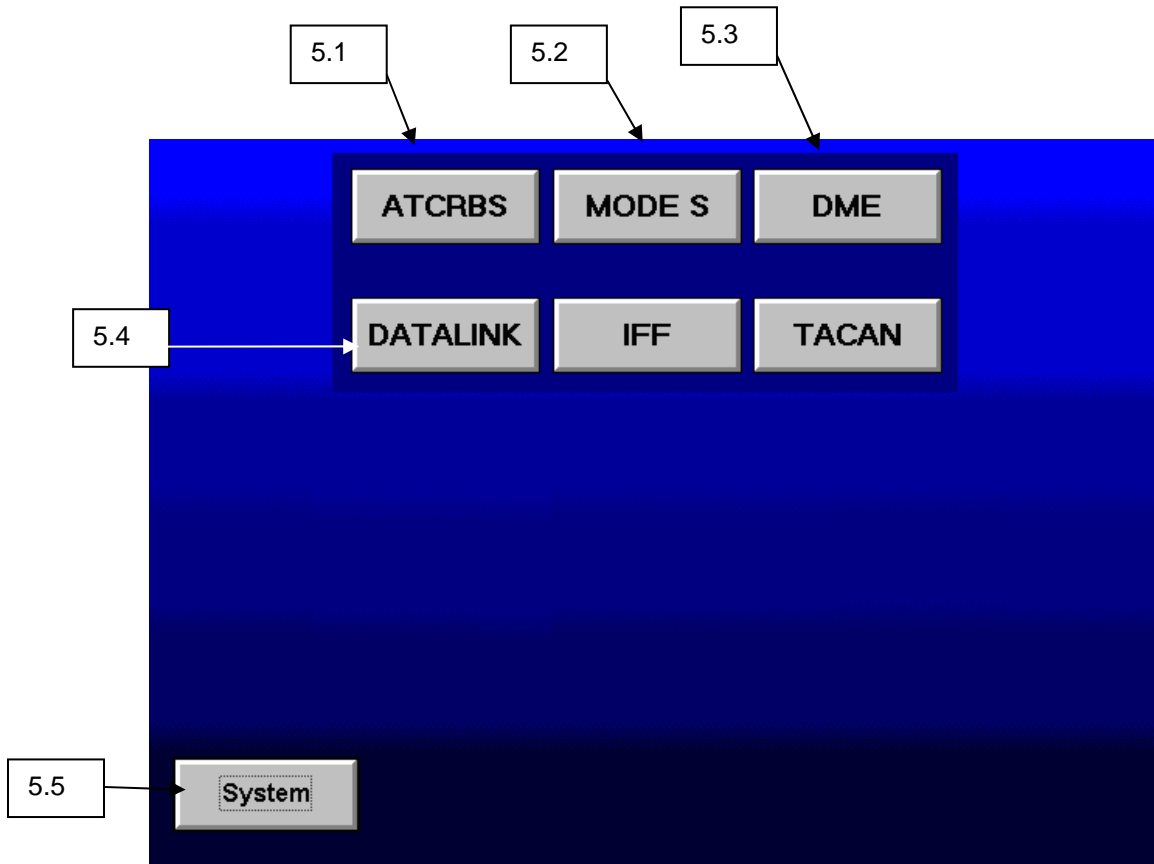 5.1
5.2
5.3
ATCRBS
MODE S
DME
5.4
DATALINK
IFF
TACAN
5.5
System